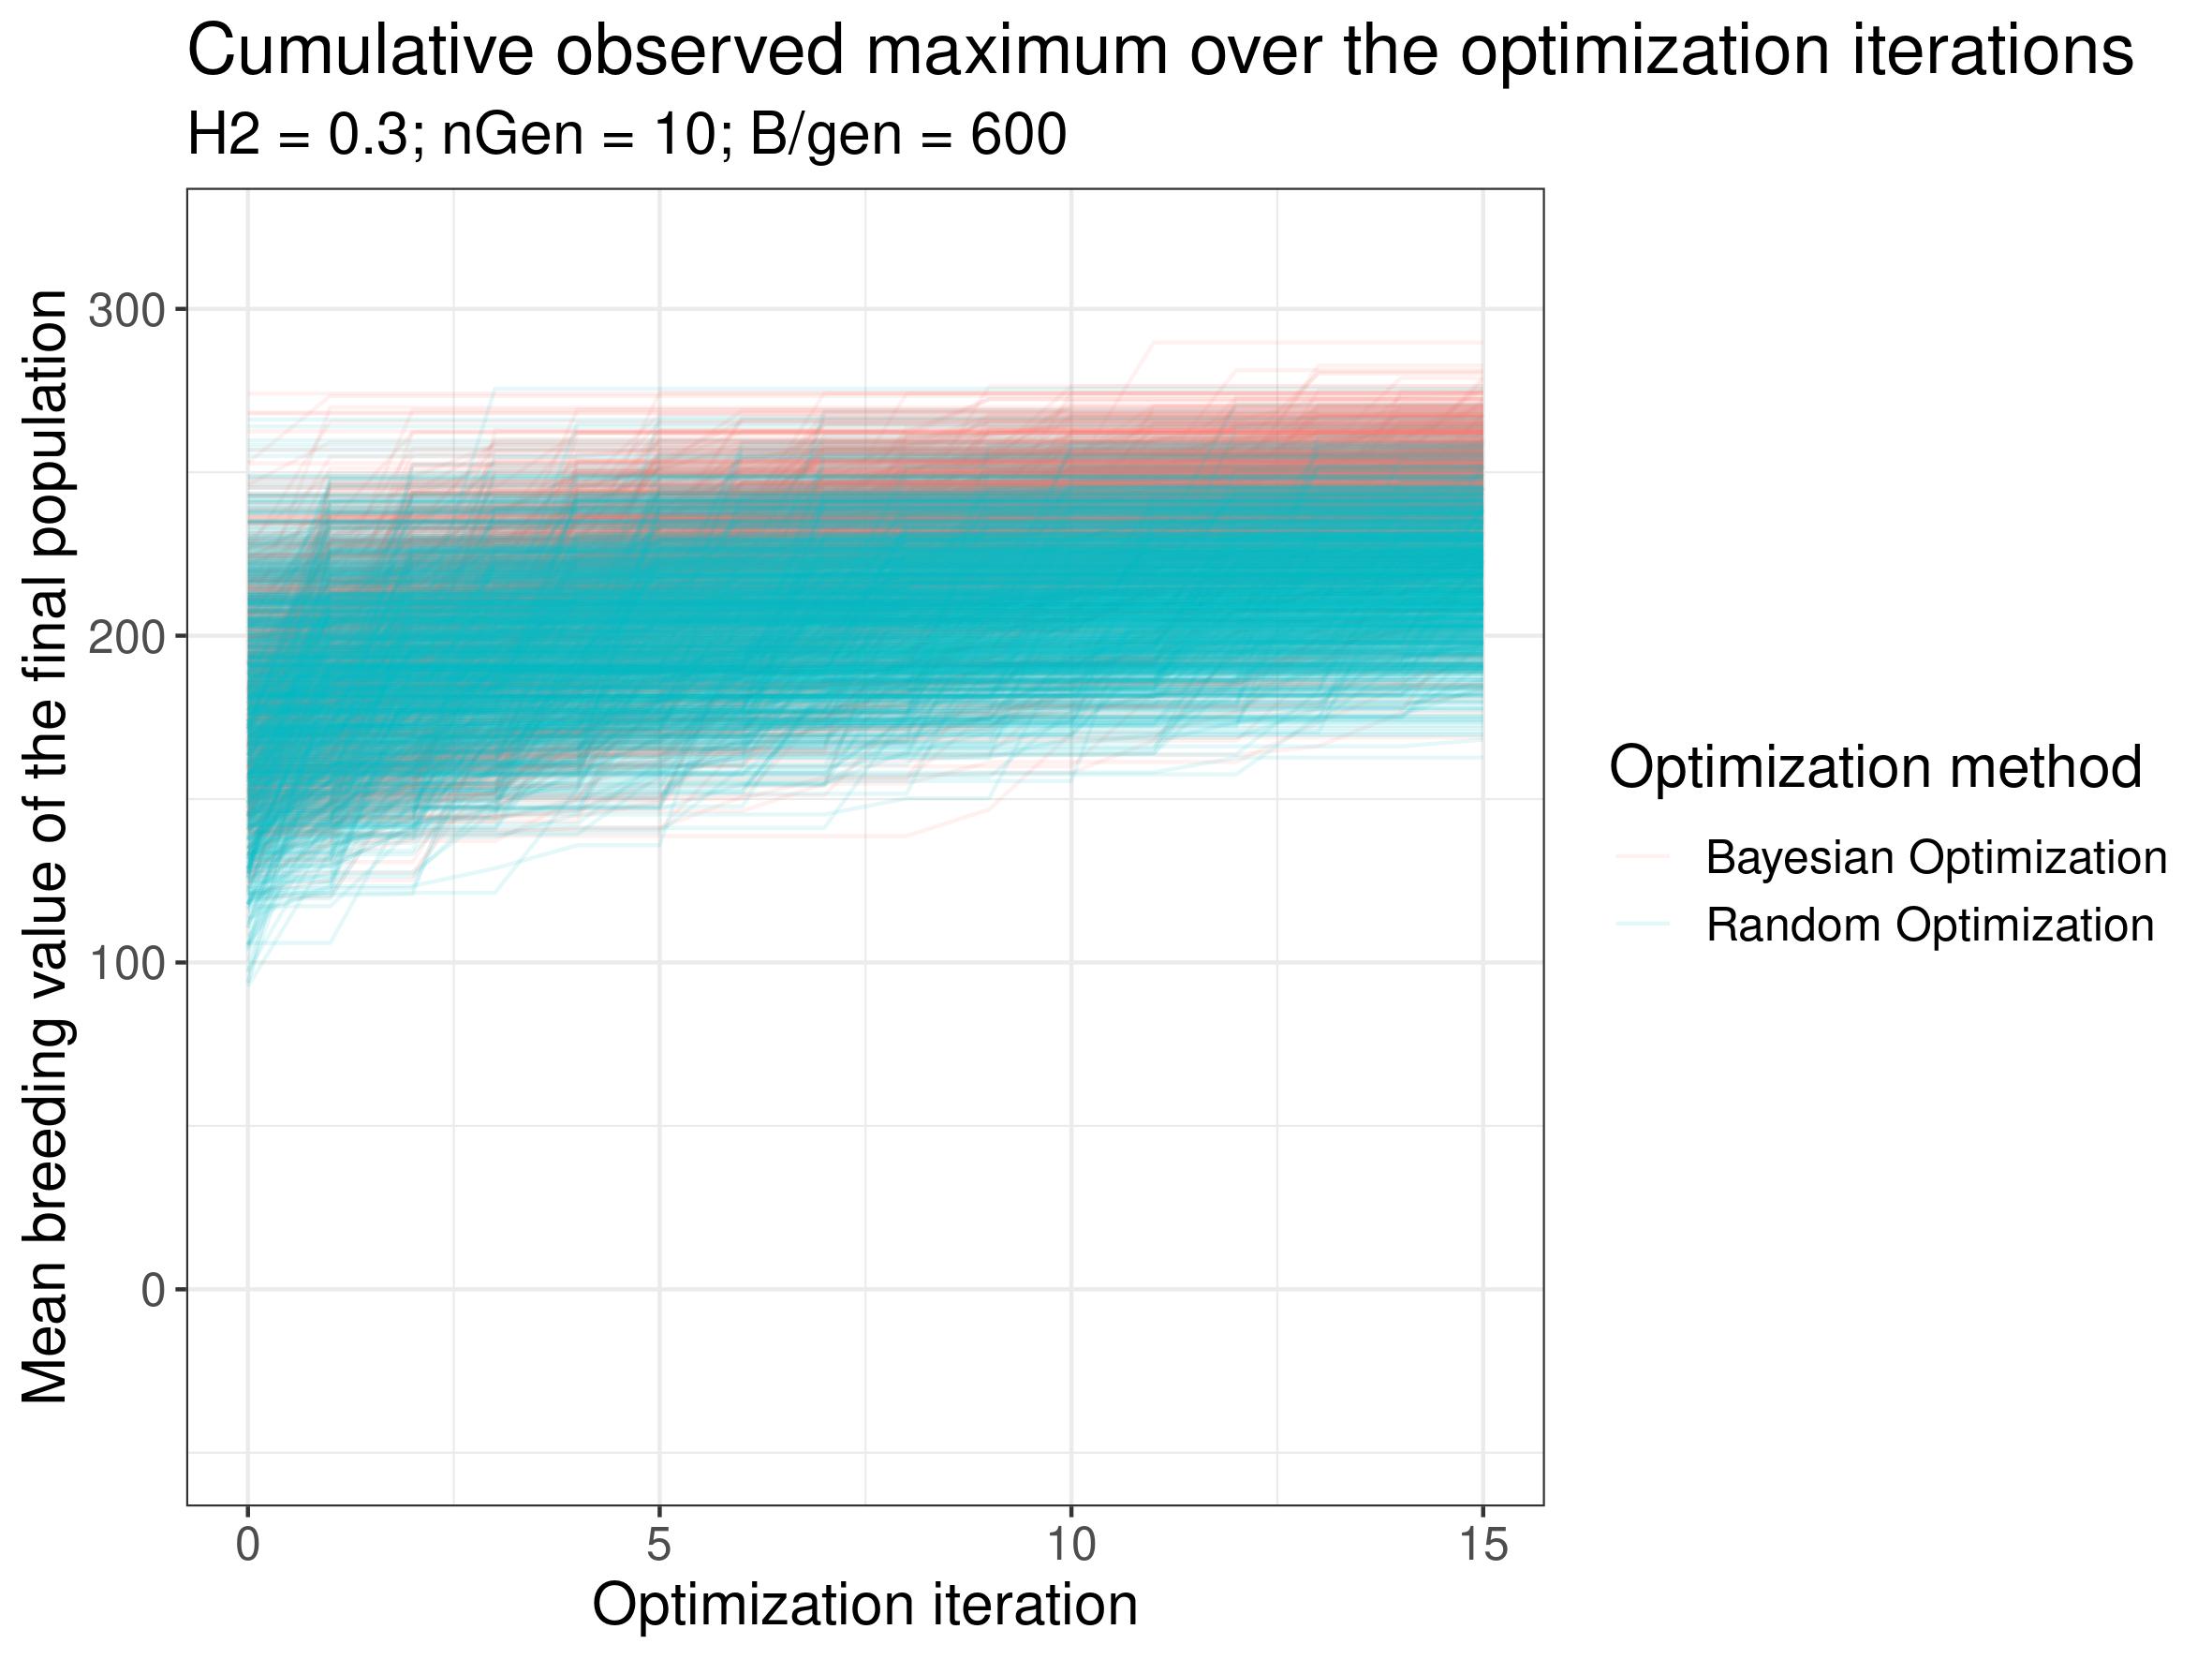 Cumulative observed maximum over the optimization iterations
H2 = 0.3; nGen = 10; B/gen = 600
Mean breeding value of the final population
300
200
100
0
0
5
10
15
Optimization iteration
Optimization method
Bayesian Optimization
Random Optimization